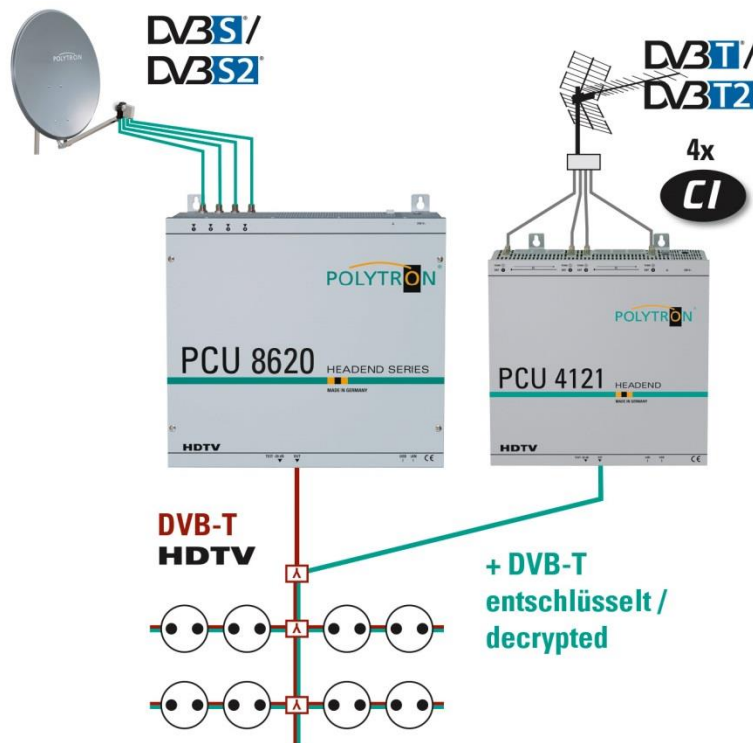 POLYTRON
DVB S /
DVB S2
DVB T /
DVB T2
4x
CI
POLYTRON
PCU 8620 HEADEND SERIES
MADE IN GERMANY
HDTV
POLYTRON
PCU 4121 HEADEND
MADE IN GERMANY
HDTV
DVB-T
HDTV
+ DVB-T
entschlüsselt /
decrypted